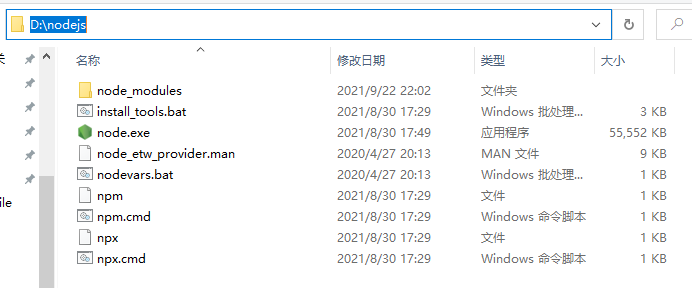 D:\nodejs
关
名称 修改日期 类型 大小
node_modules 2021/9/22 22:02 文件夹
install_tools.bat 2021/8/30 17:29 Windows 批处理... 3 KB
node.exe 2021/8/30 17:49 应用程序 55,552 KB
node_etw_provider.man 2020/4/27 20:13 MAN 文件 9 KB
nodevars.bat 2020/4/27 20:13 Windows 批处理... 1 KB
npm 2021/8/30 17:29 文件 1 KB
ile
npm.cmd 2021/8/30 17:29 Windows 命令脚本 1 KB
npx 2021/8/30 17:29 文件 1 KB
npx.cmd 2021/8/30 17:29 Windows 命令脚本 1 KB